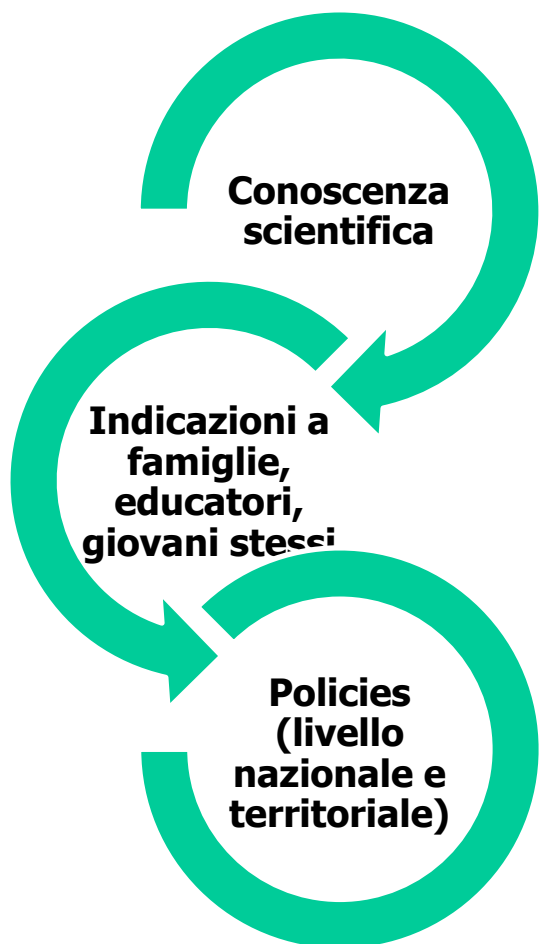 Conoscenza
scientifica
Indicazioni a
famiglie,
educatori,
giovani stessi
Policies
(livello
nazionale e
territoriale)